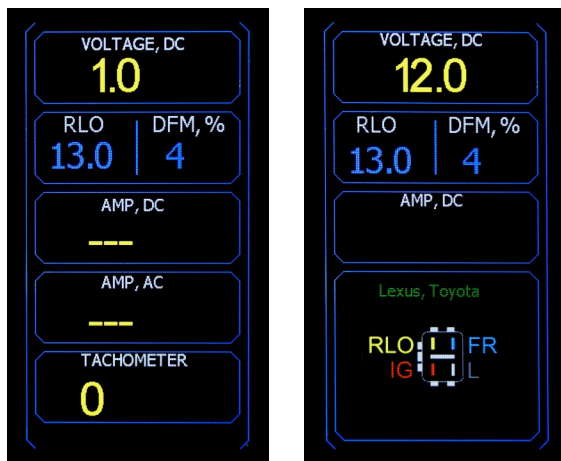 VOLTAGE, DC
1.0
RLO DFM, %
13.0 4
AMP, DC
---
AMP, AC
---
TACHOMETER
0
VOLTAGE, DC
12.0
RLO DFM, %
13.0 4
AMP, DC
Lexus, Toyota
RLO FR
IG L